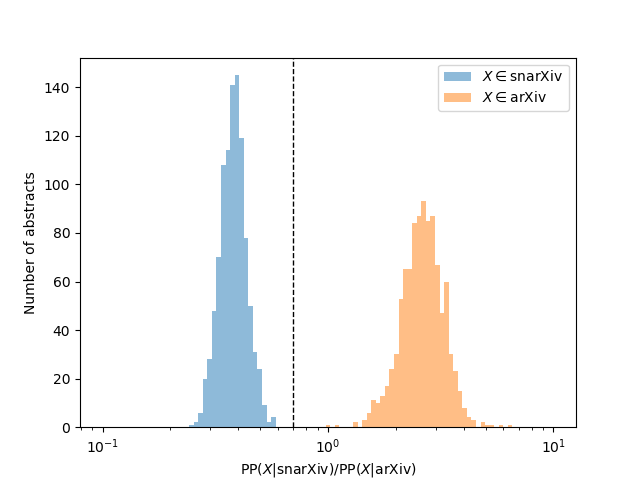 140
120
100
80
60
40
20
0
Number of abstracts
X ∈ snarXiv
X ∈ arXiv
10⁻¹ 10⁰ 10¹
PP(X|snarXiv)/PP(X|arXiv)